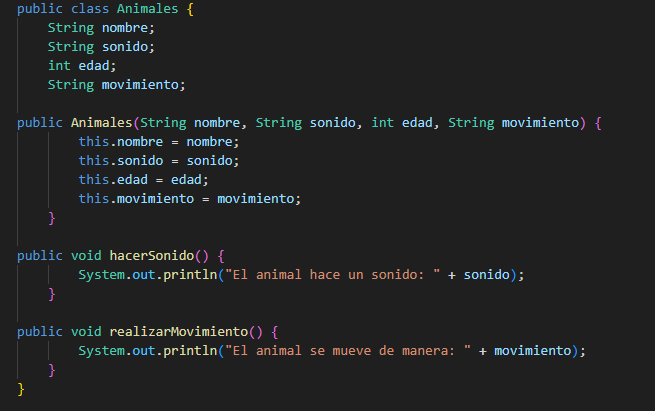 public class Animales {
    String nombre;
    String sonido;
    int edad;
    String movimiento;

public Animales(String nombre, String sonido, int edad, String movimiento) {
        this.nombre = nombre;
        this.sonido = sonido;
        this.edad = edad;
        this.movimiento = movimiento;
    }

public void hacerSonido() {
        System.out.println("El animal hace un sonido: " + sonido);
    }

public void realizarMovimiento() {
        System.out.println("El animal se mueve de manera: " + movimiento);
    }
}